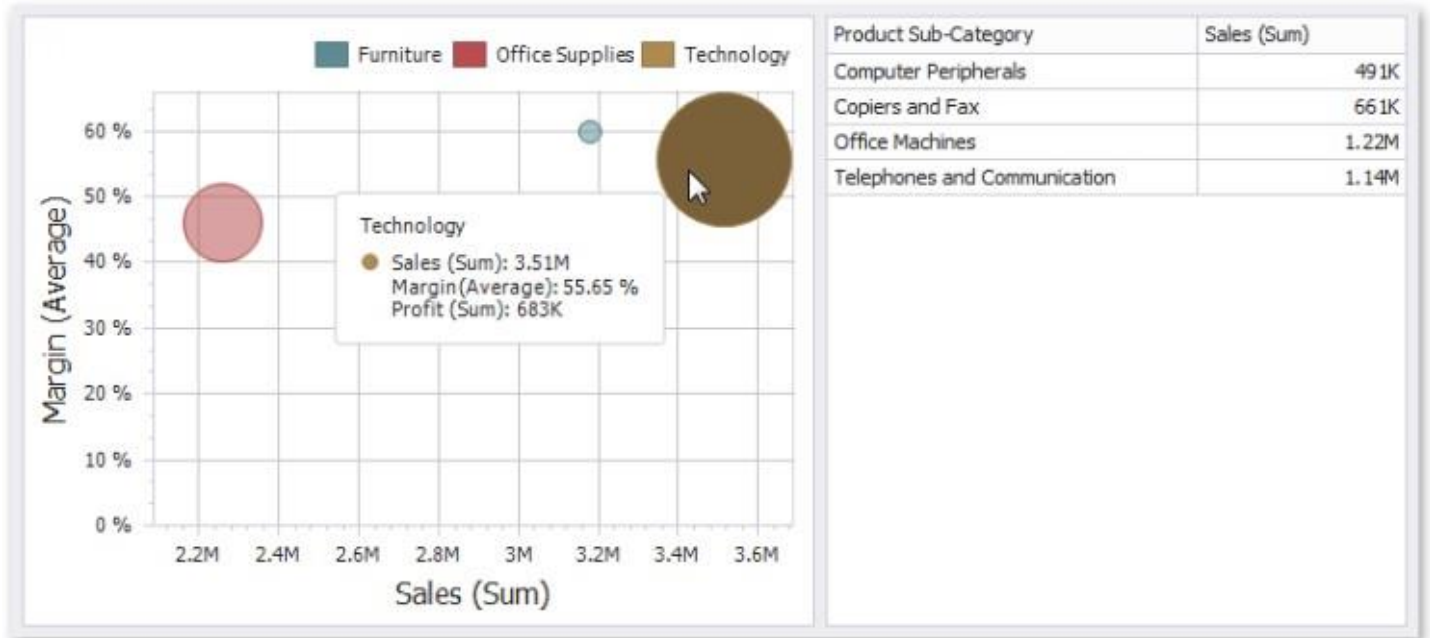 Furniture Office Supplies Technology
60 %
50 %
40 %
30 %
20 %
10 %
0 %
Margin (Average)
Technology
Sales (Sum): 3.51M
Margin(Average): 55.65 %
Profit (Sum): 683K
2.2M 2.4M 2.6M 2.8M 3M 3.2M 3.4M 3.6M
Sales (Sum)
Product Sub-Category Sales (Sum)
Computer Peripherals 491K
Copiers and Fax 661K
Office Machines 1.22M
Telephones and Communication 1.14M